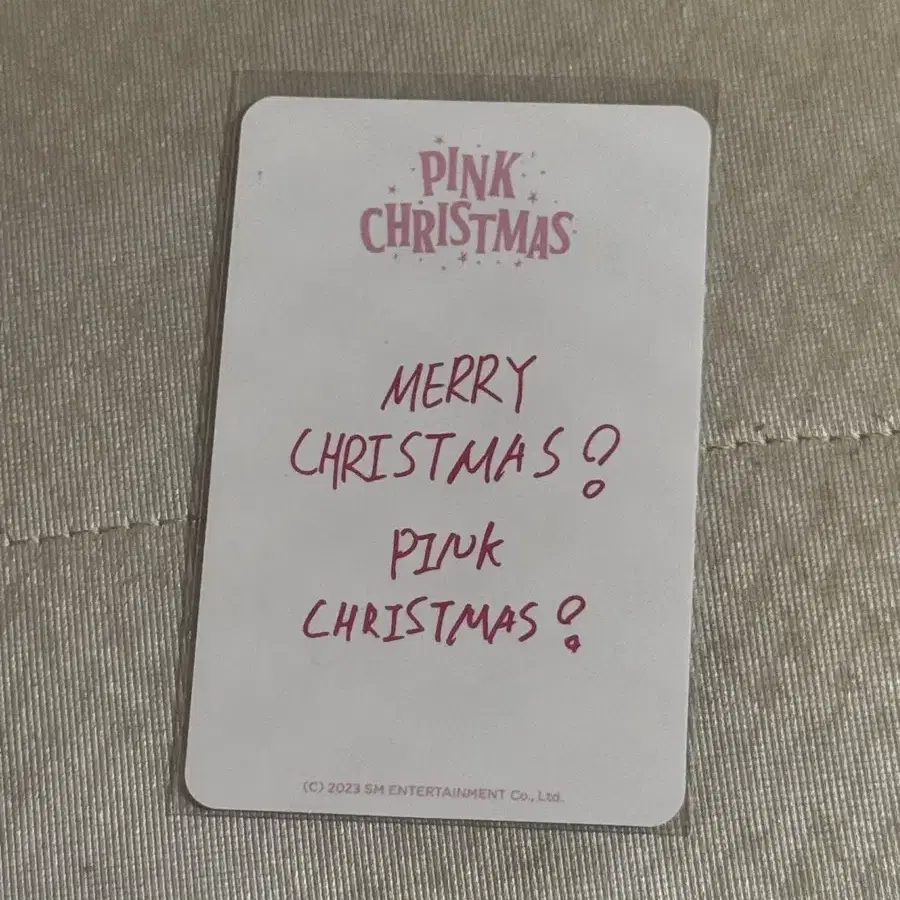 PINK
CHRISTMAS
MERRY
CHRISTMAS?
PINK
CHRISTMAS?
(C) 2023 SM ENTERTAINMENT Co., Ltd.